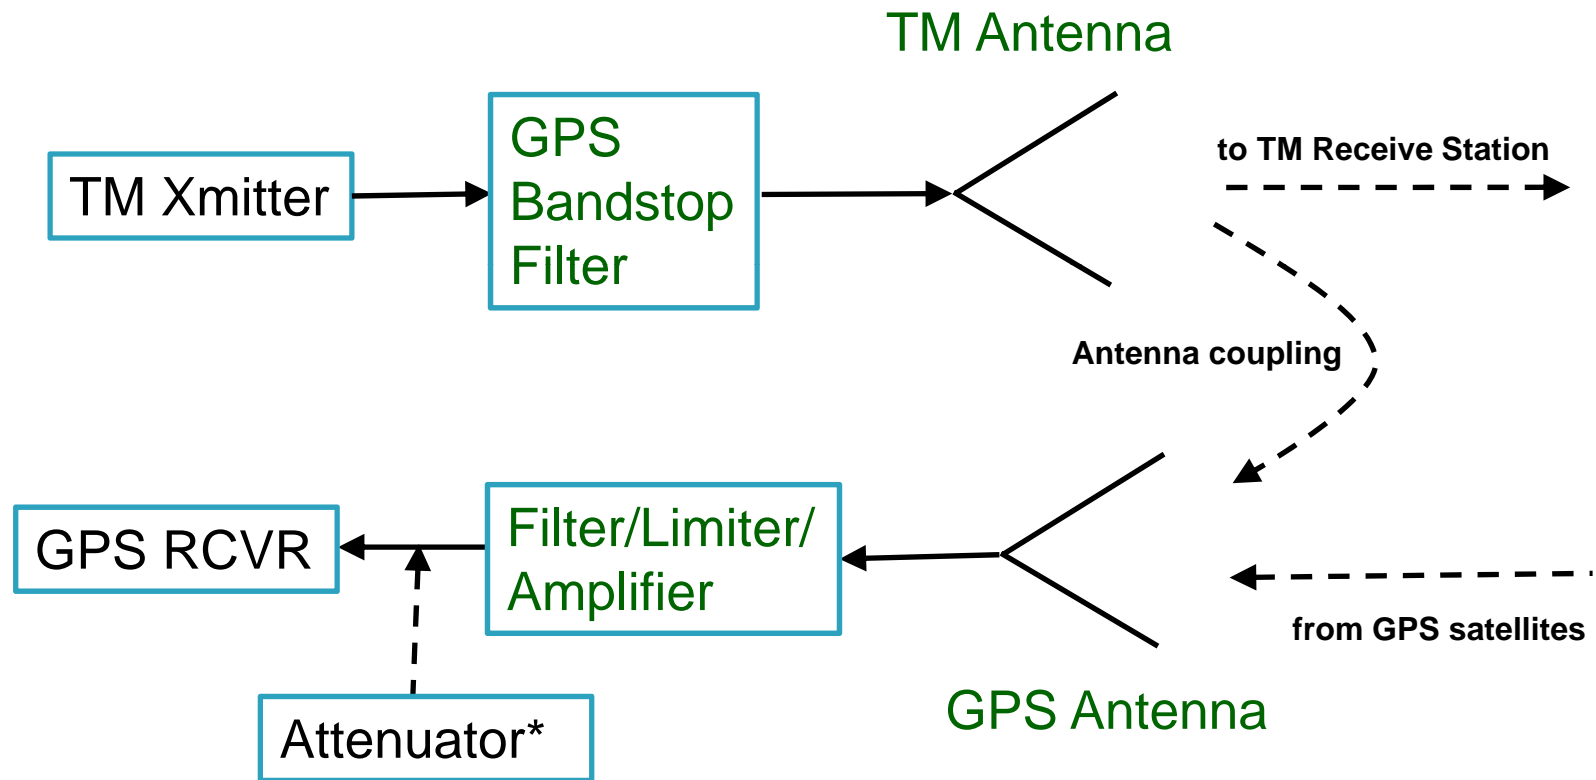 TM Antenna
TM Xmitter
GPS
Bandstop
Filter
to TM Receive Station
Antenna coupling
GPS RCVR
Filter/Limiter/
Amplifier
from GPS satellites
GPS Antenna
Attenuator*